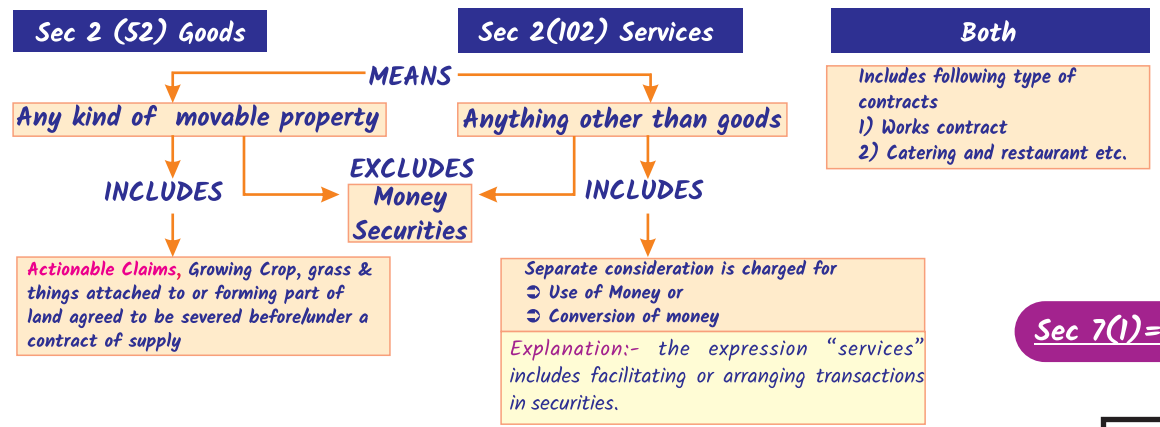 Sec 2 (52) Goods
Sec 2(102) Services
Both
MEANS
Any kind of movable property
Anything other than goods
Includes following type of
contracts
1) Works contract
2) Catering and restaurant etc.
EXCLUDES
Money
Securities
INCLUDES
INCLUDES
Actionable Claims, Growing Crop, grass &
things attached to or forming part of
land agreed to be severed before/under a
contract of supply
Separate consideration is charged for
➲ Use of Money or
➲ Conversion of money
Explanation:- the expression “services”
includes facilitating or arranging transactions
in securities.
Sec 7(1)=